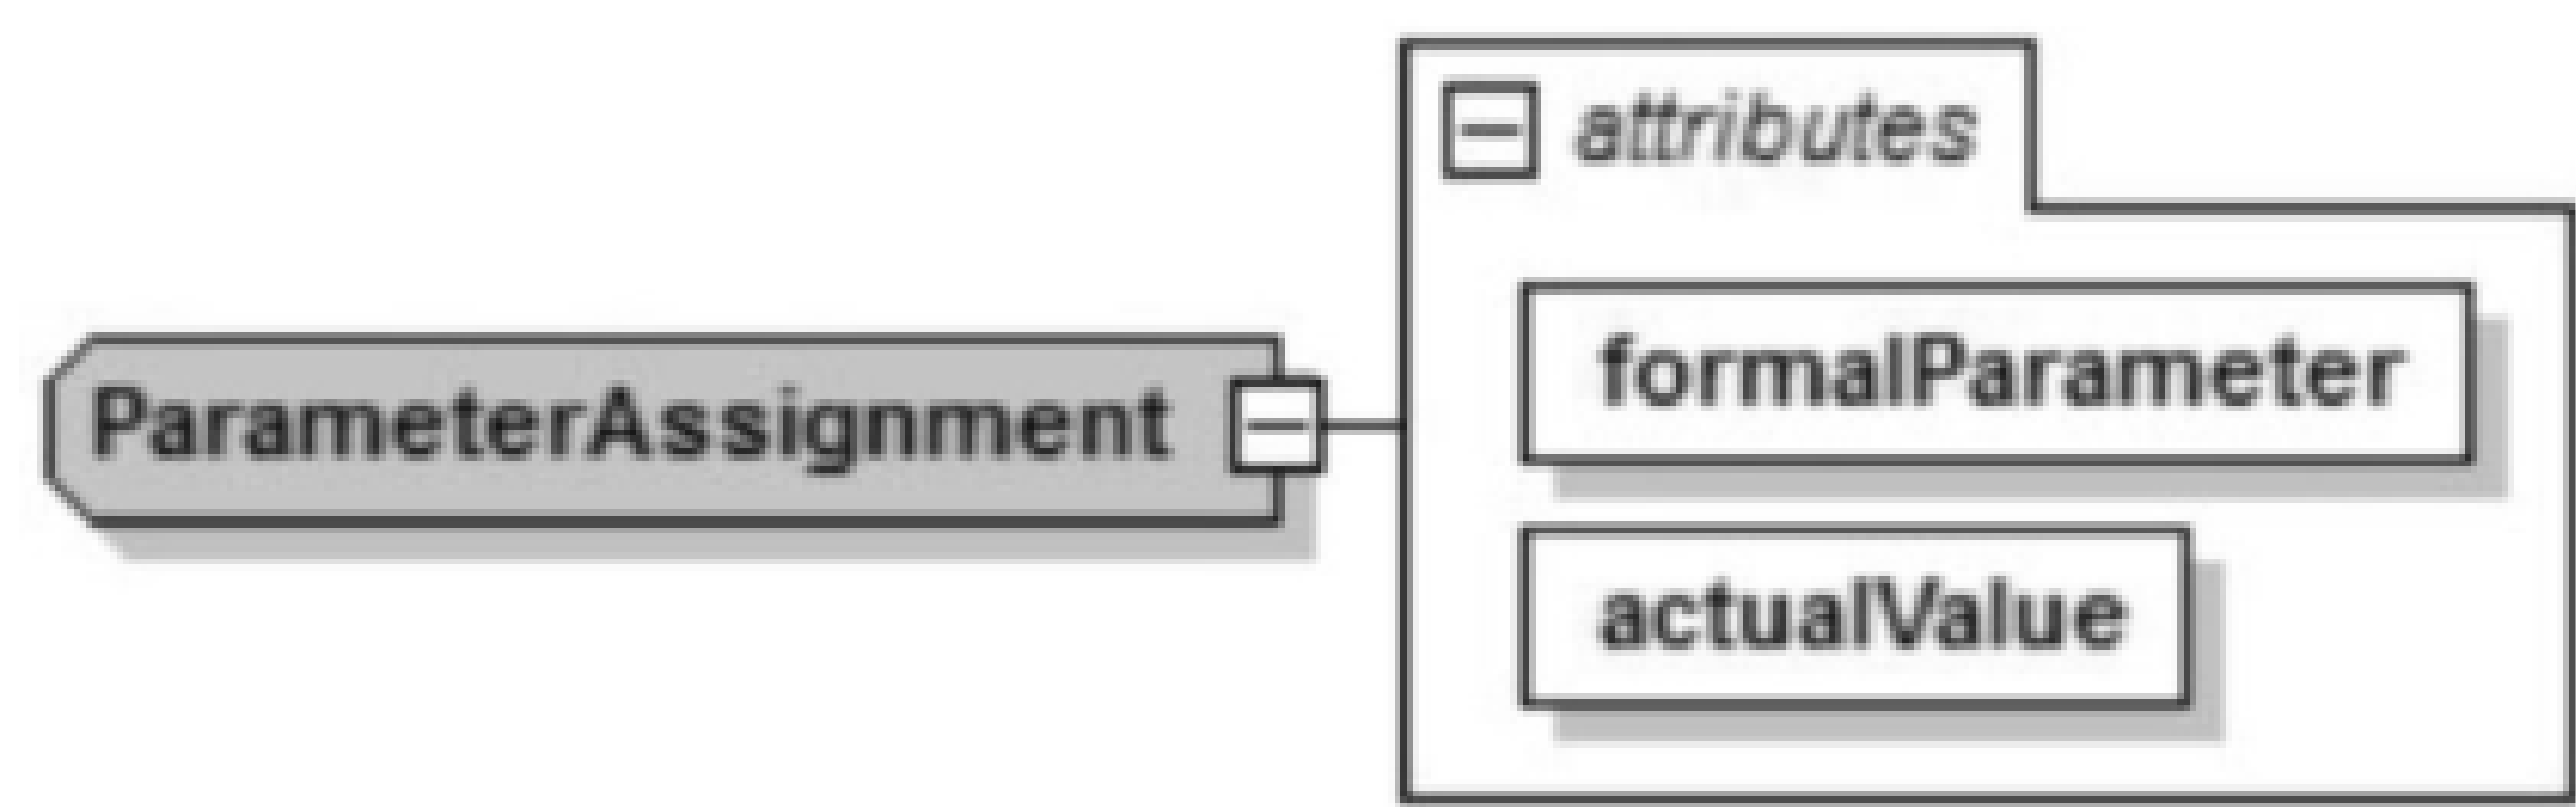 attributes
formalParameter
ParameterAssignment
actualValue